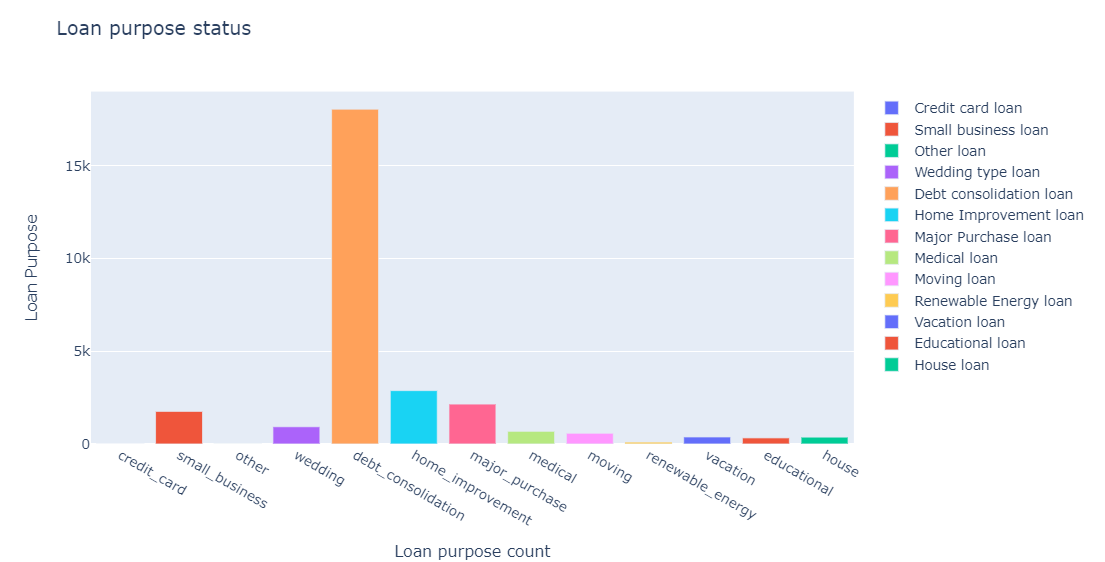 Loan purpose status
15k
10k
5k
0
Loan Purpose
credit_card
small_business
other
wedding
debt_consolidation
home_improvement
major_purchase
medical
moving
renewable_energy
vacation
educational
house
Loan purpose count
Credit card loan
Small business loan
Other loan
Wedding type loan
Debt consolidation loan
Home Improvement loan
Major Purchase loan
Medical loan
Moving loan
Renewable Energy loan
Vacation loan
Educational loan
House loan